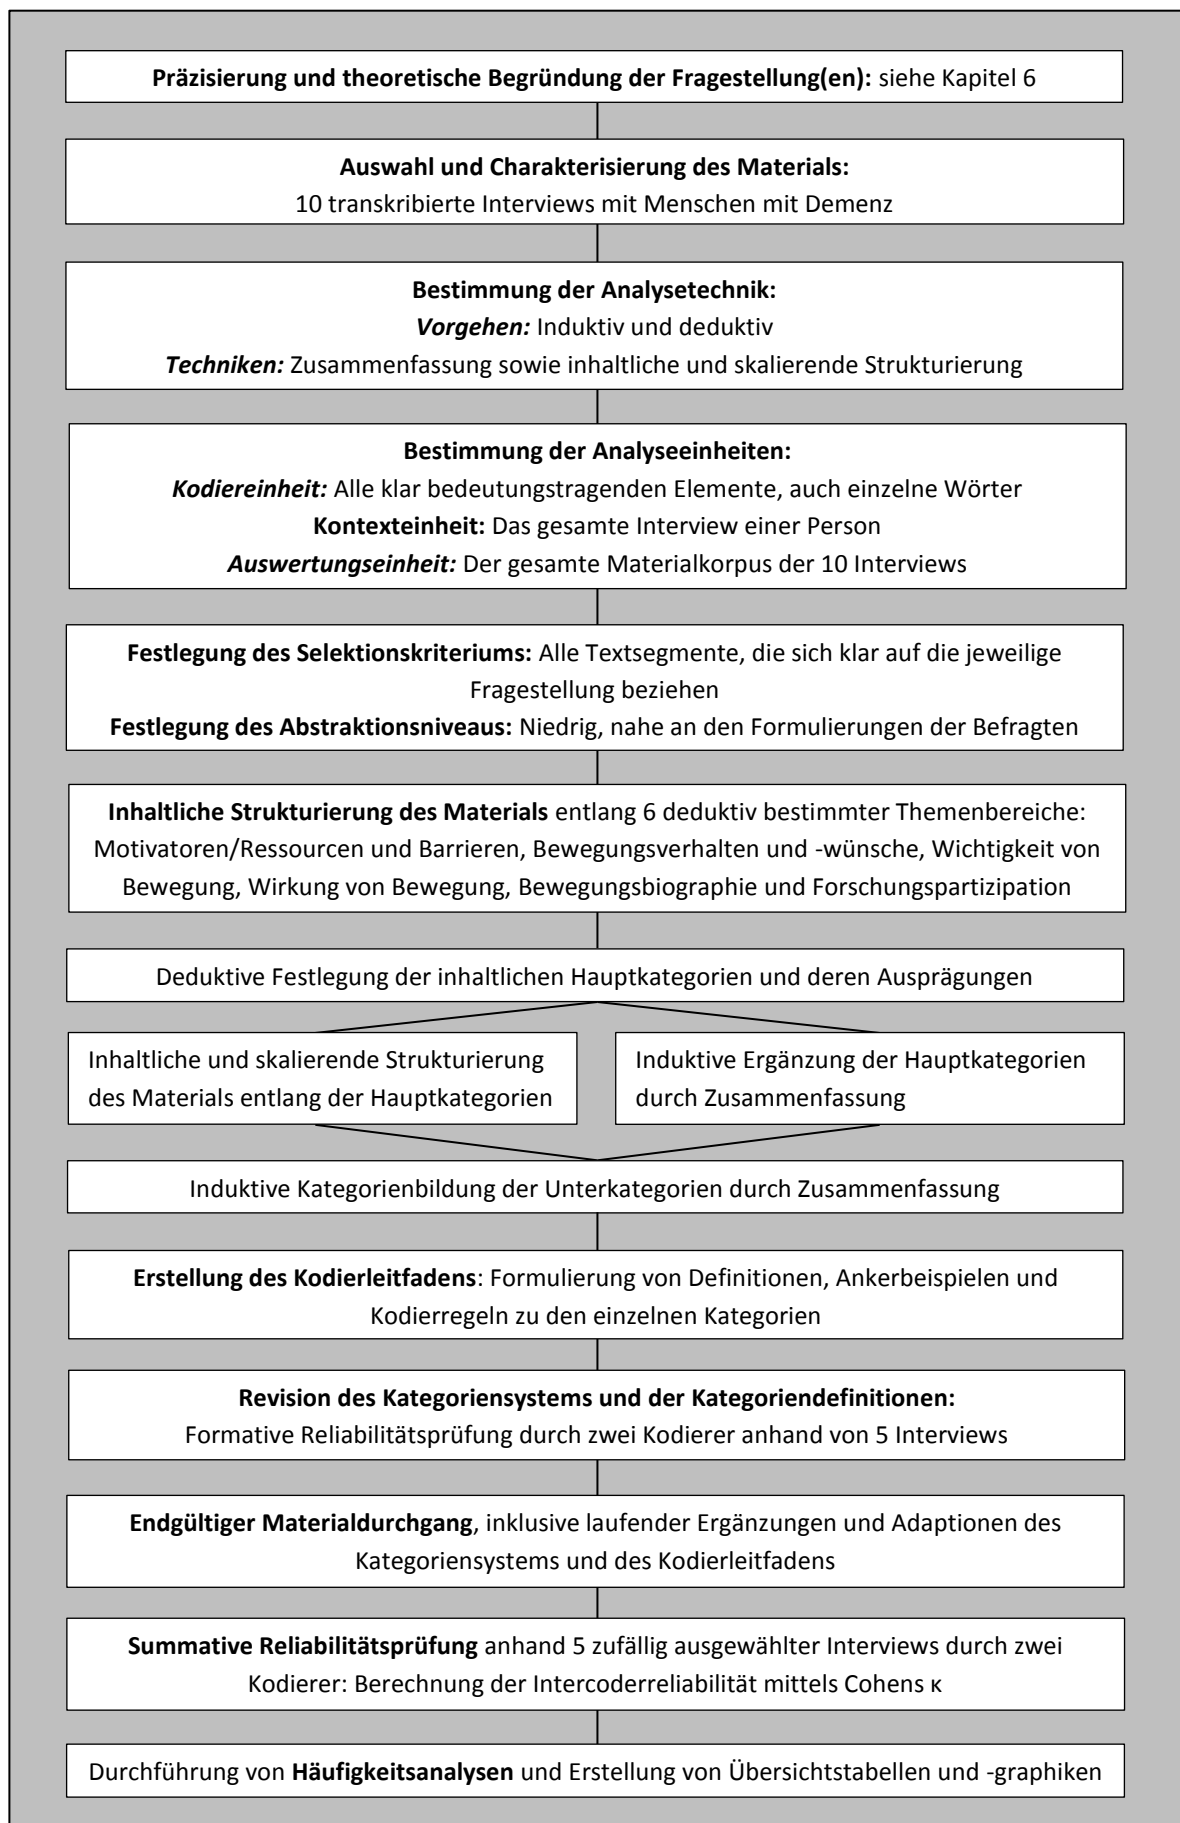 Präzisierung und theoretische Begründung der Fragestellung(en): siehe Kapitel 6
Auswahl und Charakterisierung des Materials:
10 transkribierte Interviews mit Menschen mit Demenz
Bestimmung der Analysetechnik:
Vorgehen: Induktiv und deduktiv
Techniken: Zusammenfassung sowie inhaltliche und skalierende Strukturierung
Bestimmung der Analyseeinheiten:
Kodiereinheit: Alle klar bedeutungstragenden Elemente, auch einzelne Wörter
Kontexteinheit: Das gesamte Interview einer Person
Auswertungseinheit: Der gesamte Materialkorpus der 10 Interviews
Festlegung des Selektionskriteriums: Alle Textsegmente, die sich klar auf die jeweilige
Fragestellung beziehen
Festlegung des Abstraktionsniveaus: Niedrig, nahe an den Formulierungen der Befragten
Inhaltliche Strukturierung des Materials entlang 6 deduktiv bestimmter Themenbereiche:
Motivatoren/Ressourcen und Barrieren, Bewegungsverhalten und -wünsche, Wichtigkeit von
Bewegung, Wirkung von Bewegung, Bewegungsbiographie und Forschungspartizipation
Deduktive Festlegung der inhaltlichen Hauptkategorien und deren Ausprägungen
Inhaltliche und skalierende Strukturierung
des Materials entlang der Hauptkategorien
Induktive Ergänzung der Hauptkategorien
durch Zusammenfassung
Induktive Kategorienbildung der Unterkategorien durch Zusammenfassung
Erstellung des Kodierleitfadens: Formulierung von Definitionen, Ankerbeispielen und
Kodierregeln zu den einzelnen Kategorien
Revision des Kategoriensystems und der Kategoriendefinitionen:
Formative Reliabilitätsprüfung durch zwei Kodierer anhand von 5 Interviews
Endgültiger Materialdurchgang, inklusive laufender Ergänzungen und Adaptionen des
Kategoriensystems und des Kodierleitfadens
Summative Reliabilitätsprüfung anhand 5 zufällig ausgewählter Interviews durch zwei
Kodierer: Berechnung der Intercoderreliabilität mittels Cohens κ
Durchführung von Häufigkeitsanalysen und Erstellung von Übersichtstabellen und -graphiken